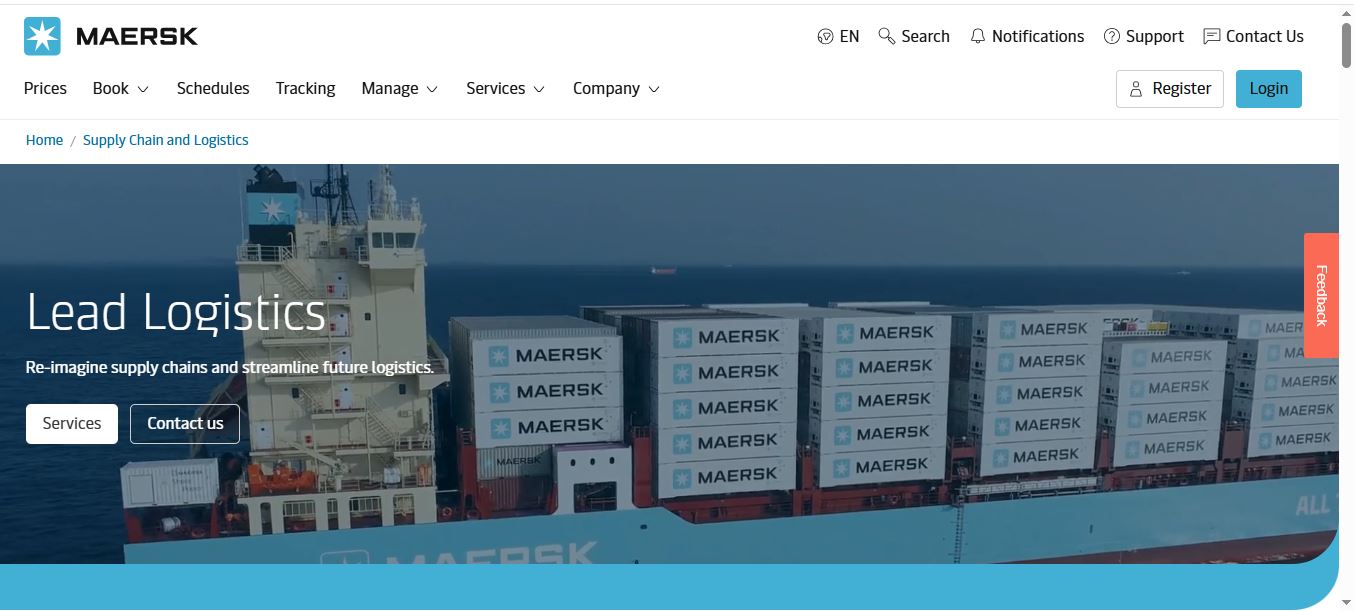 MAERSK
EN Search Notifications Support Contact Us
Prices Book Schedules Tracking Manage Services Company
Register Login
Home / Supply Chain and Logistics
Feedback
Lead Logistics
Re-imagine supply chains and streamline future logistics.
Services Contact us
MAERSK MAERSK MAERSK MAERSK MAERSK
MAERSK MAERSK MAERSK MAERSK MAERSK
MAERSK MAERSK MAERSK MAERSK MAERSK
MAERSK MAERSK MAERSK MAERSK MAERSK
MAERSK MAERSK MAERSK MAERSK
ALL
MAERSK